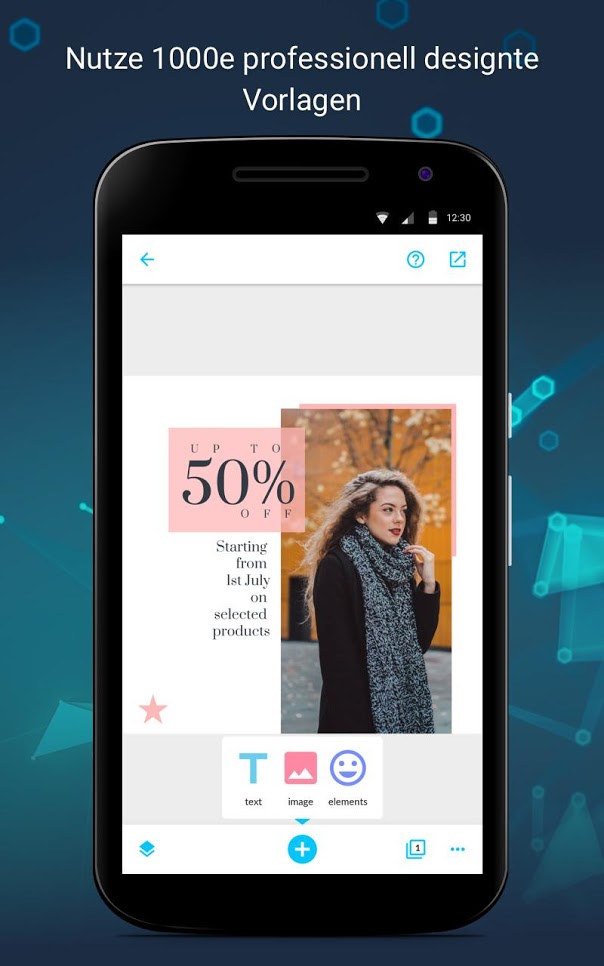 Nutze 1000e professionell designte
Vorlagen
12:30
UP TO
50%
OFF
Starting
from
1st July
on
selected
products
text
image
elements
1